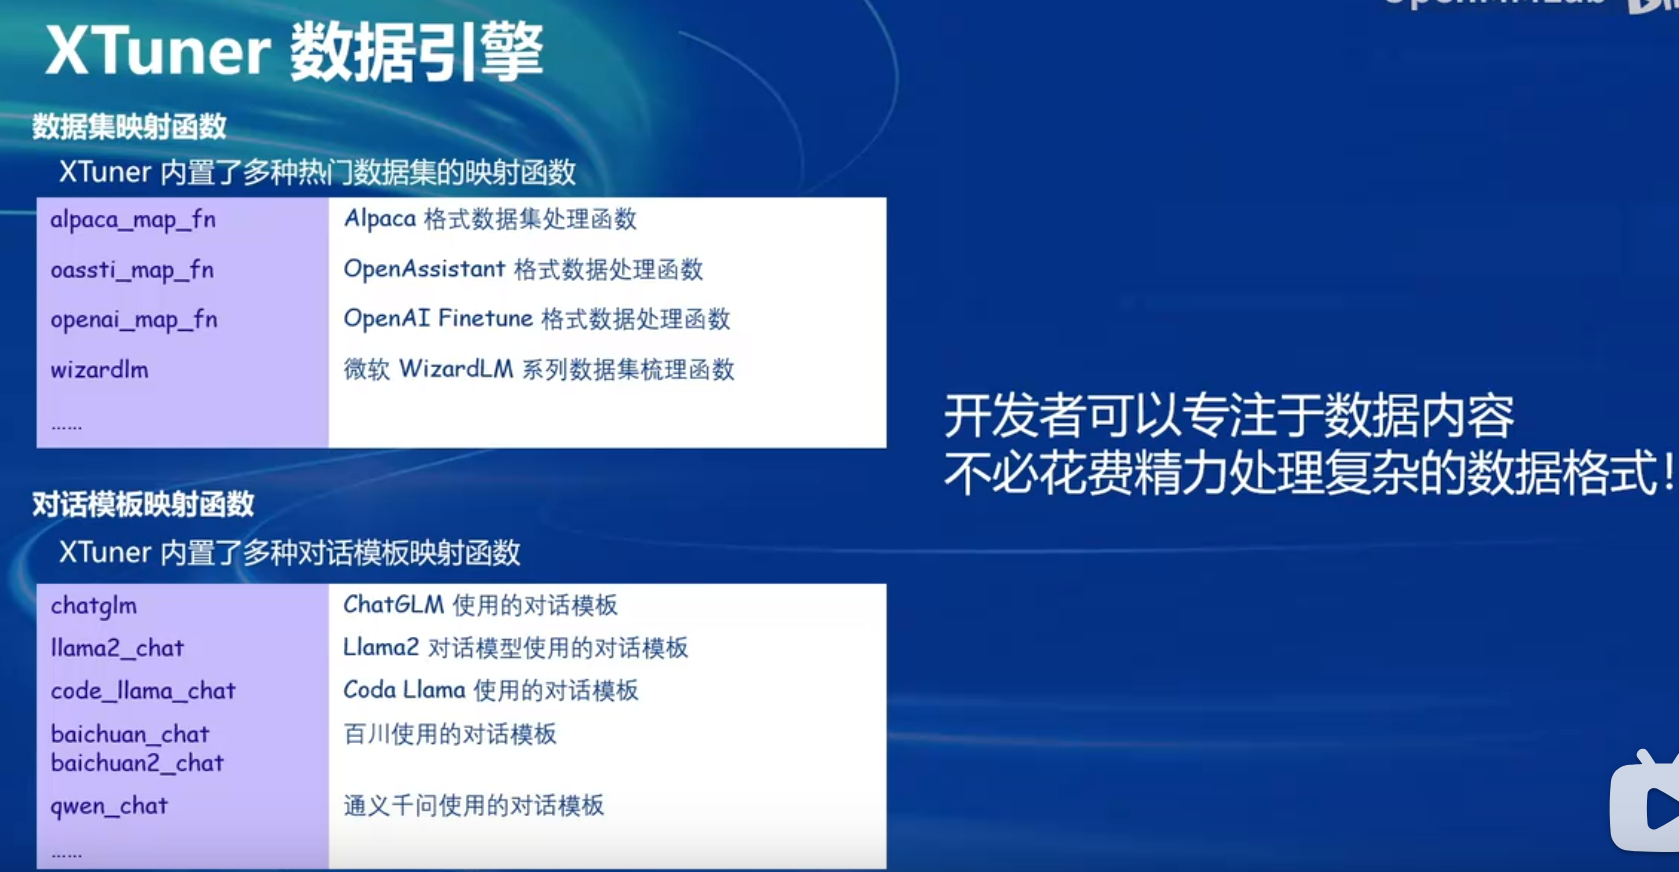 XTuner 数据引擎
数据集映射函数
XTuner 内置了多种热门数据集的映射函数
alpaca_map_fn Alpaca 格式数据集处理函数
oassti_map_fn OpenAssistant 格式数据处理函数
openai_map_fn OpenAI Finetune 格式数据处理函数
wizardlm 微软 WizardLM 系列数据集梳理函数
……
开发者可以专注于数据内容
不必花费精力处理复杂的数据格式！
对话模板映射函数
XTuner 内置了多种对话模板映射函数
chatglm ChatGLM 使用的对话模板
llama2_chat Llama2 对话模型使用的对话模板
code_llama_chat Coda Llama 使用的对话模板
baichuan_chat 百川使用的对话模板
baichuan2_chat
qwen_chat 通义千问使用的对话模板
……